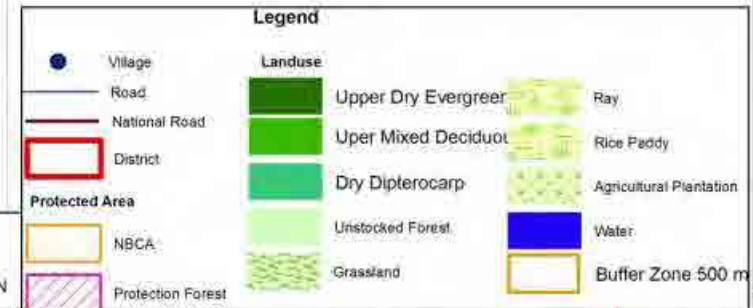 Legend
Village
Road
National Road
District
Protected Area
NBCA
Protection Forest
Landuse
Upper Dry Evergreer
Uper Mixed Deciduou
Dry Dipterocarp
Unstocked Forest
Grassland
Ray
Rice Paddy
Agricultural Plantation
Water
Buffer Zone 500 m
N